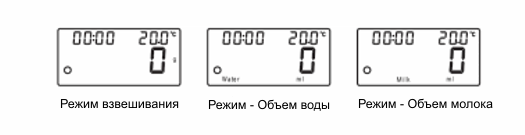 00:00 20.0℃
0 g
Режим взвешивания
00:00 20.0℃
0
Water ml
Режим - Объем воды
00:00 20.0℃
0
Milk ml
Режим - Объем молока